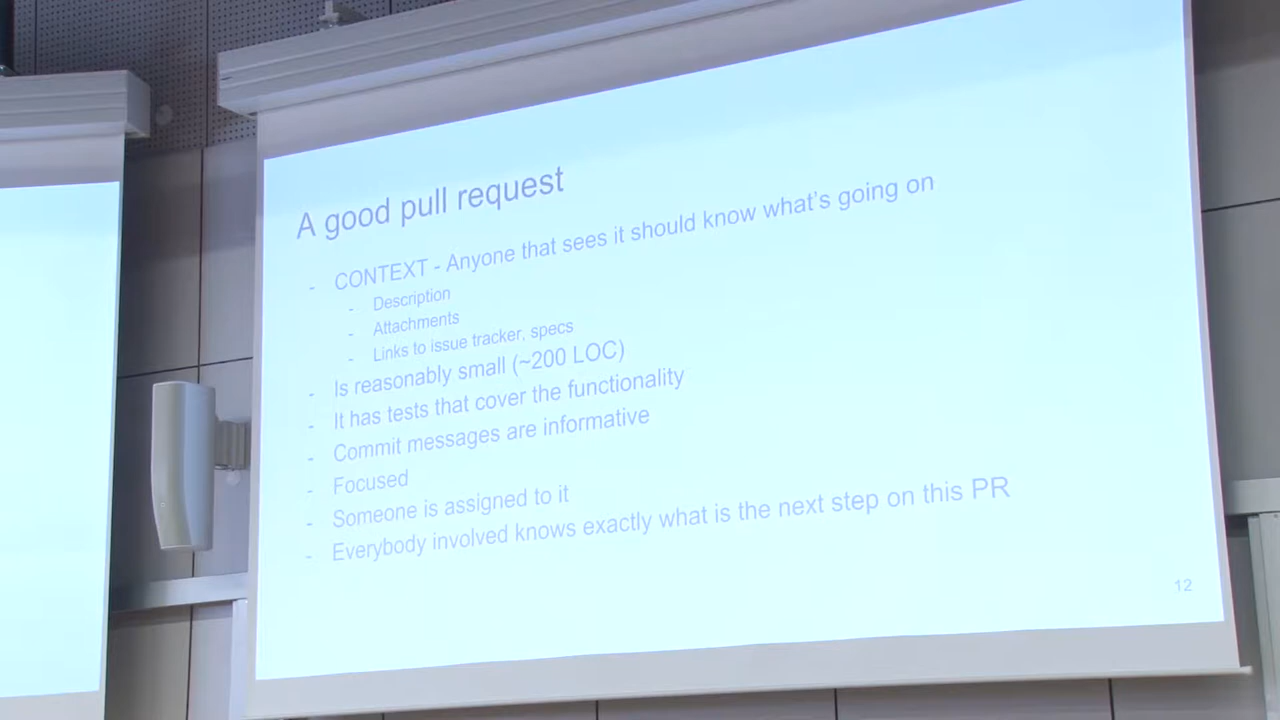 A good pull request
- CONTEXT - Anyone that sees it should know what's going on
- Description
- Attachments
- Links to issue tracker, specs
- Is reasonably small (~200 LOC)
- It has tests that cover the functionality
- Commit messages are informative
- Focused
- Someone is assigned to it
- Everybody involved knows exactly what is the next step on this PR
12